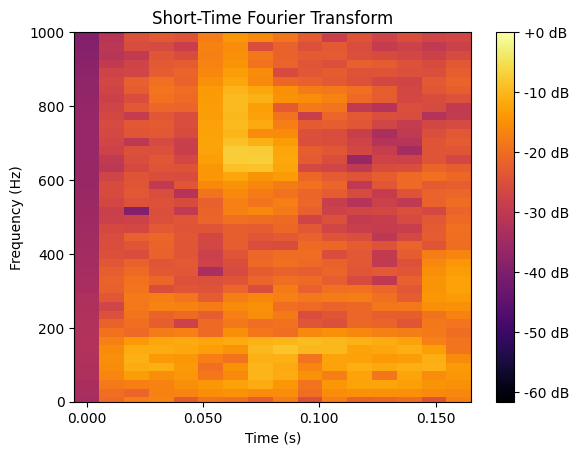 Short-Time Fourier Transform
1000
800
600
400
200
0
Frequency (Hz)
0.000
0.050
0.100
0.150
Time (s)
+0 dB
-10 dB
-20 dB
-30 dB
-40 dB
-50 dB
-60 dB